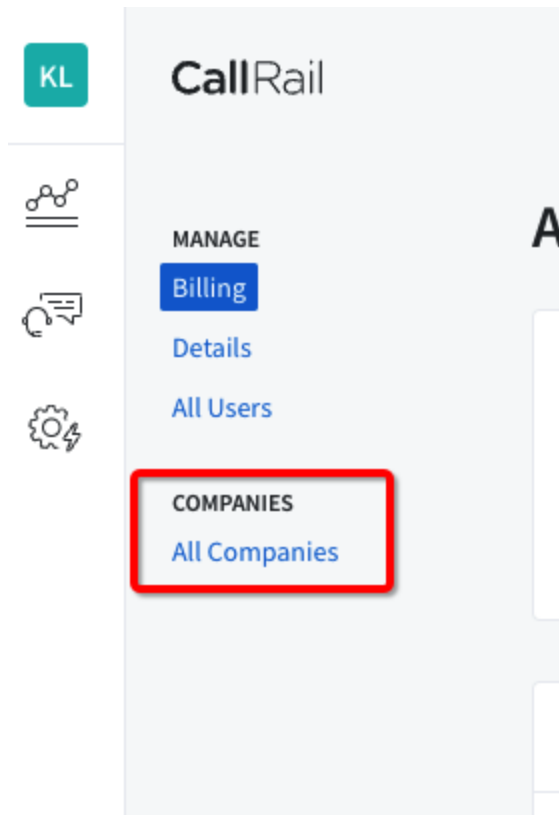 KL
CallRail
A
MANAGE
Billing
Details
All Users
COMPANIES
All Companies